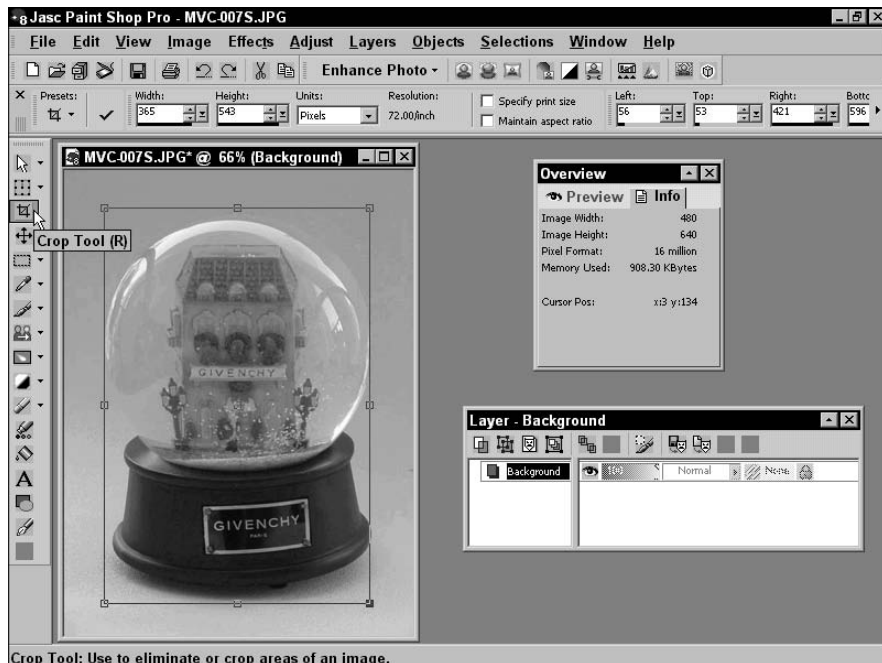 Jasc Paint Shop Pro - MVC-007S.JPG
File Edit View Image Effects Adjust Layers Objects Selections Window Help
Enhance Photo
Presets: Width: Height: Units: Resolution: Specify print size Left: Top: Right: Botto
365 543 Pixels 72.00/inch Maintain aspect ratio 56 53 421 596
MVC-007S.JPG* @ 66% (Background)
Crop Tool (R)
GIVENCHY
GIVENCHY
PARIS
Overview
Preview Info
Image Width: 480
Image Height: 640
Pixel Format: 16 million
Memory Used: 908.30 KBytes
Cursor Pos: x:3 y:134
Layer - Background
Background 100 Normal None
A
Crop Tool: Use to eliminate or crop areas of an image.